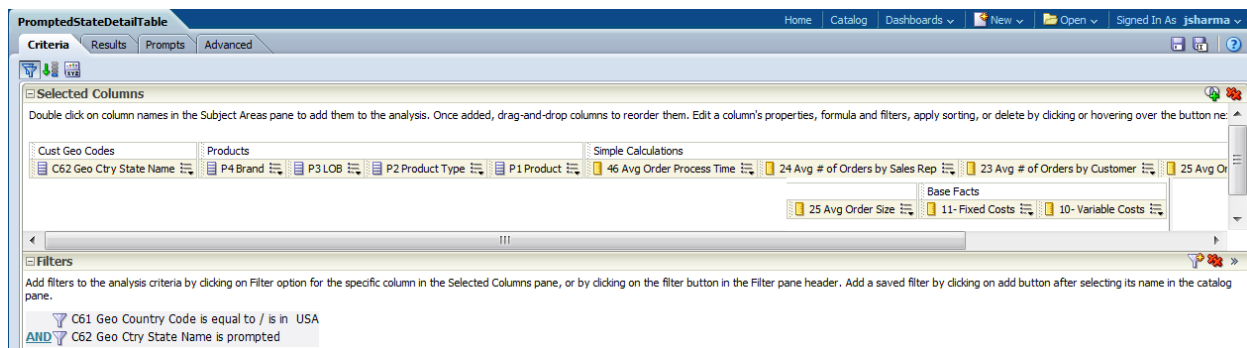 PromptedStateDetailTable
Home Catalog Dashboards New Open Signed In As jsharma
Criteria Results Prompts Advanced
Selected Columns
Double click on column names in the Subject Areas pane to add them to the analysis. Once added, drag-and-drop columns to reorder them. Edit a column's properties, formula and filters, apply sorting, or delete by clicking or hovering over the button ne
Cust Geo Codes Products Simple Calculations
C62 Geo Ctry State Name P4 Brand P3 LOB P2 Product Type P1 Product 46 Avg Order Process Time 24 Avg # of Orders by Sales Rep 23 Avg # of Orders by Customer 25 Avg Or
Base Facts
25 Avg Order Size 11- Fixed Costs 10- Variable Costs
Filters
Add filters to the analysis criteria by clicking on Filter option for the specific column in the Selected Columns pane, or by clicking on the filter button in the Filter pane header. Add a saved filter by clicking on add button after selecting its name in the catalog
pane.
C61 Geo Country Code is equal to / is in USA
AND C62 Geo Ctry State Name is prompted